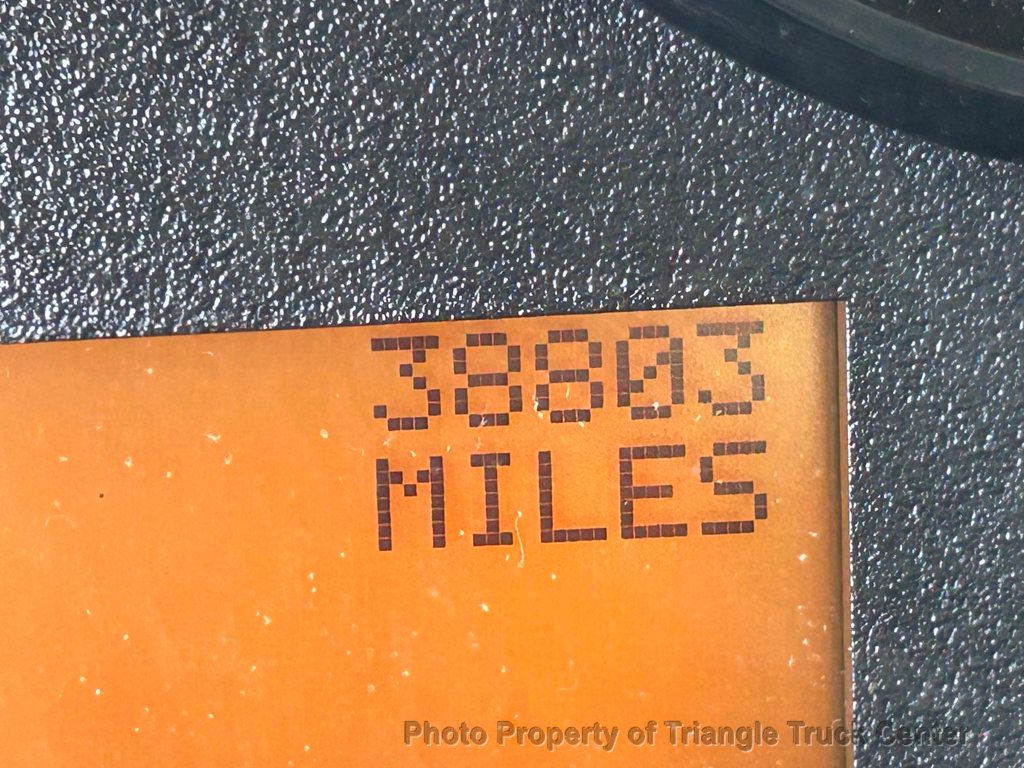 38803
MILES
Photo Property of Triangle Truck Center